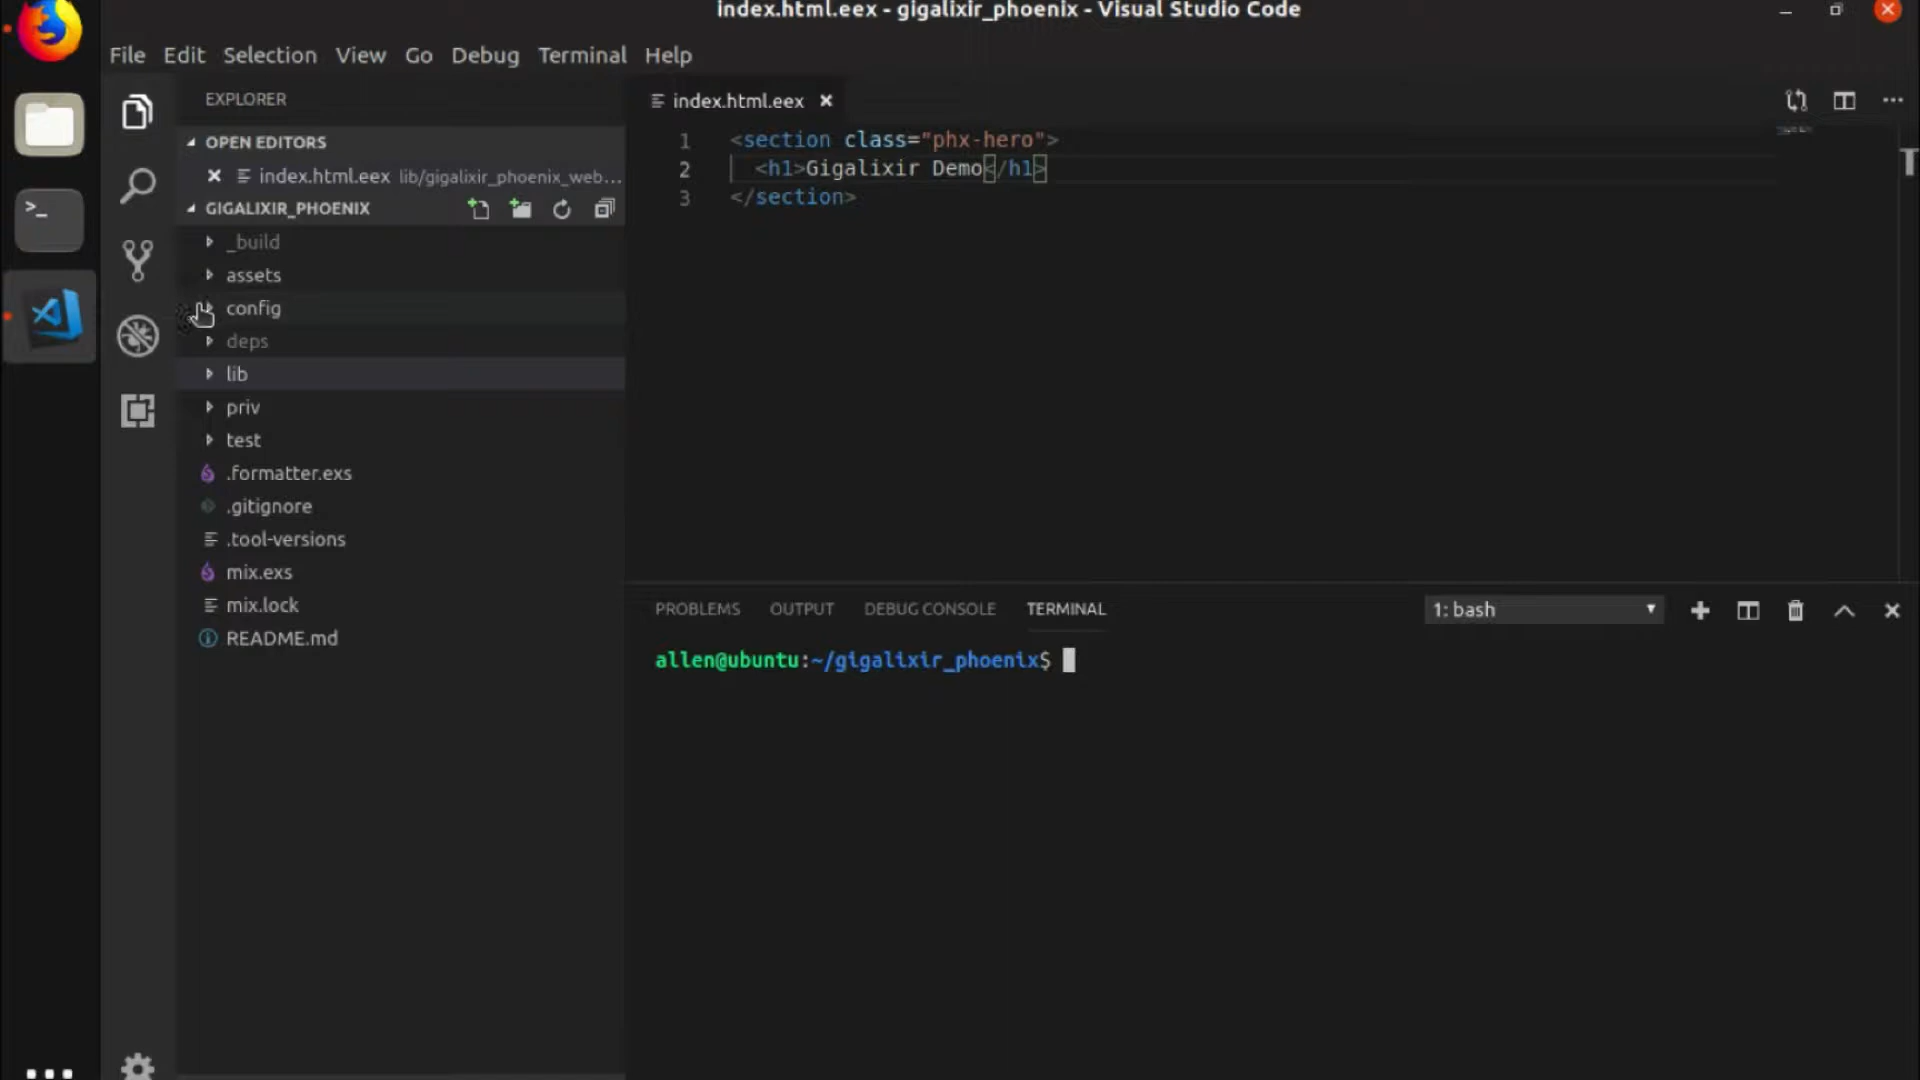 index.html.eex - gigalixir_phoenix - Visual Studio Code
File Edit Selection View Go Debug Terminal Help
EXPLORER
OPEN EDITORS
index.html.eex lib/gigalixir_phoenix_web...
GIGALIXIR_PHOENIX
_build
assets
config
deps
lib
priv
test
.formatter.exs
.gitignore
.tool-versions
mix.exs
mix.lock
README.md
index.html.eex
1 <section class="phx-hero">
2 <h1>Gigalixir Demo</h1>
3 </section>
PROBLEMS OUTPUT DEBUG CONSOLE TERMINAL 1: bash
allen@ubuntu:~/gigalixir_phoenix$